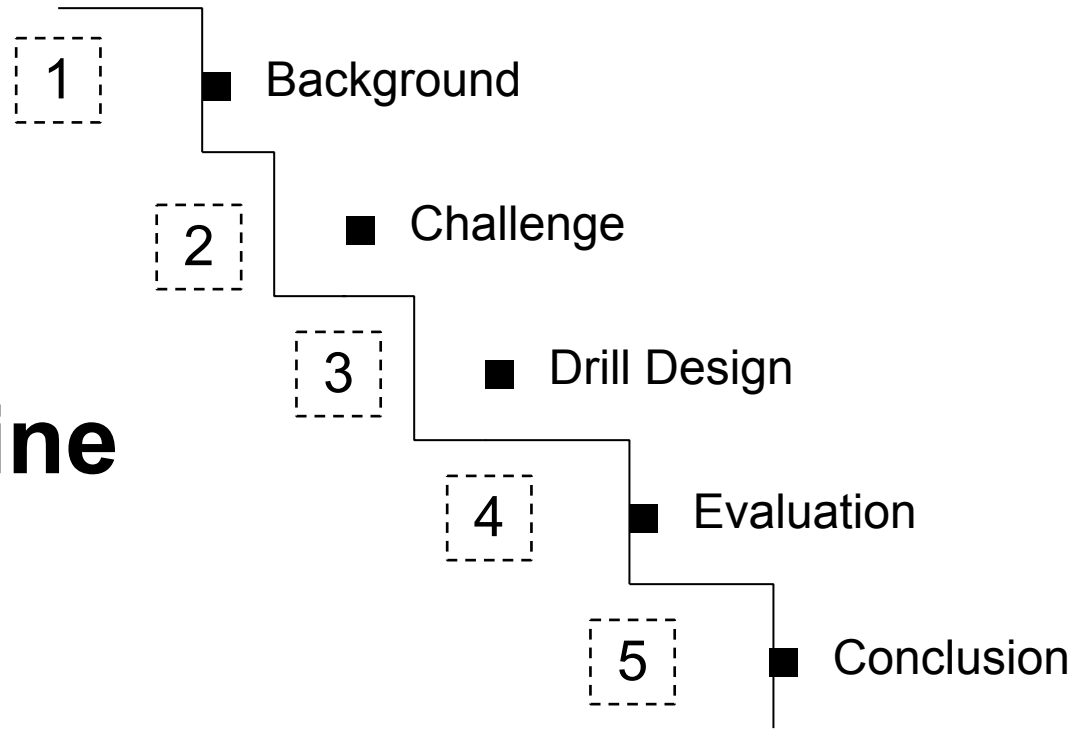 1
Background
2
Challenge
3
Drill Design
ine
4
Evaluation
5
Conclusion